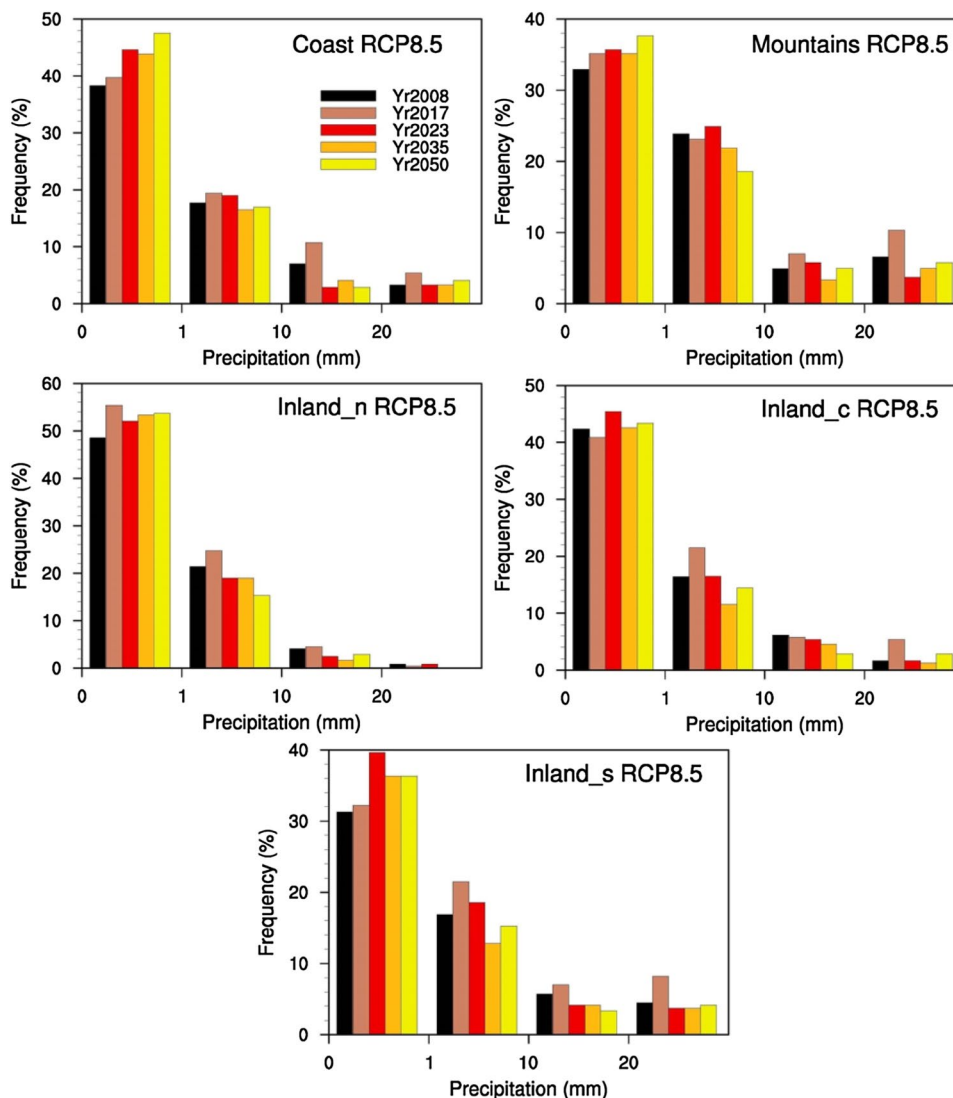 Coast RCP8.5
Frequency (%)
50
40
30
20
10
0
Yr2008
Yr2017
Yr2023
Yr2035
Yr2050
0 1 10 20
Precipitation (mm)
Mountains RCP8.5
Frequency (%)
40
30
20
10
0
0 1 10 20
Precipitation (mm)
Inland_n RCP8.5
Frequency (%)
60
50
40
30
20
10
0
0 1 10 20
Precipitation (mm)
Inland_c RCP8.5
Frequency (%)
50
40
30
20
10
0
0 1 10 20
Precipitation (mm)
Inland_s RCP8.5
Frequency (%)
40
30
20
10
0
0 1 10 20
Precipitation (mm)